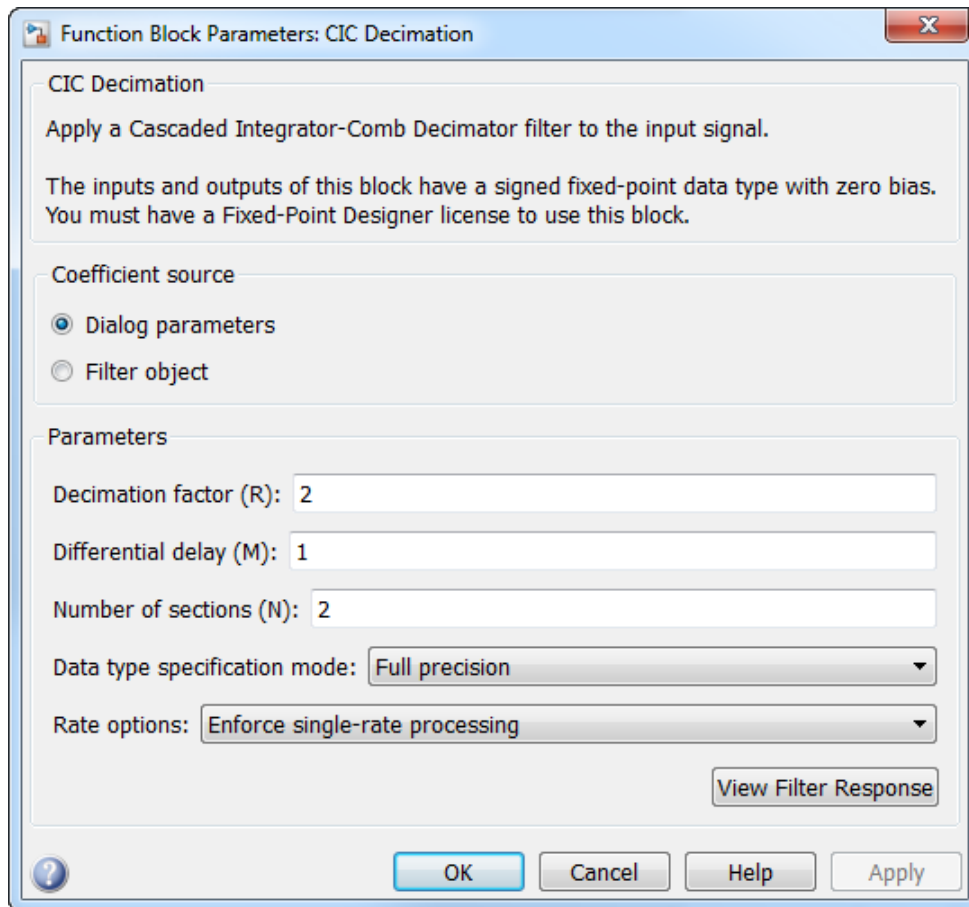 Function Block Parameters: CIC Decimation
CIC Decimation
Apply a Cascaded Integrator-Comb Decimator filter to the input signal.
The inputs and outputs of this block have a signed fixed-point data type with zero bias.
You must have a Fixed-Point Designer license to use this block.
Coefficient source
Dialog parameters
Filter object
Parameters
Decimation factor (R): 2
Differential delay (M): 1
Number of sections (N): 2
Data type specification mode: Full precision
Rate options: Enforce single-rate processing
View Filter Response
? OK Cancel Help Apply